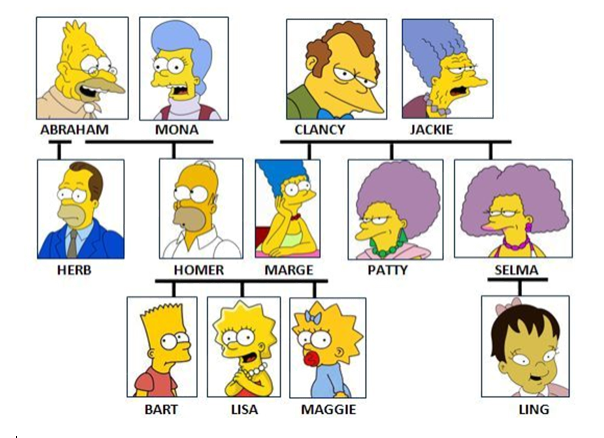 ABRAHAM MONA CLANCY JACKIE
HERB HOMER MARGE PATTY SELMA
BART LISA MAGGIE LING